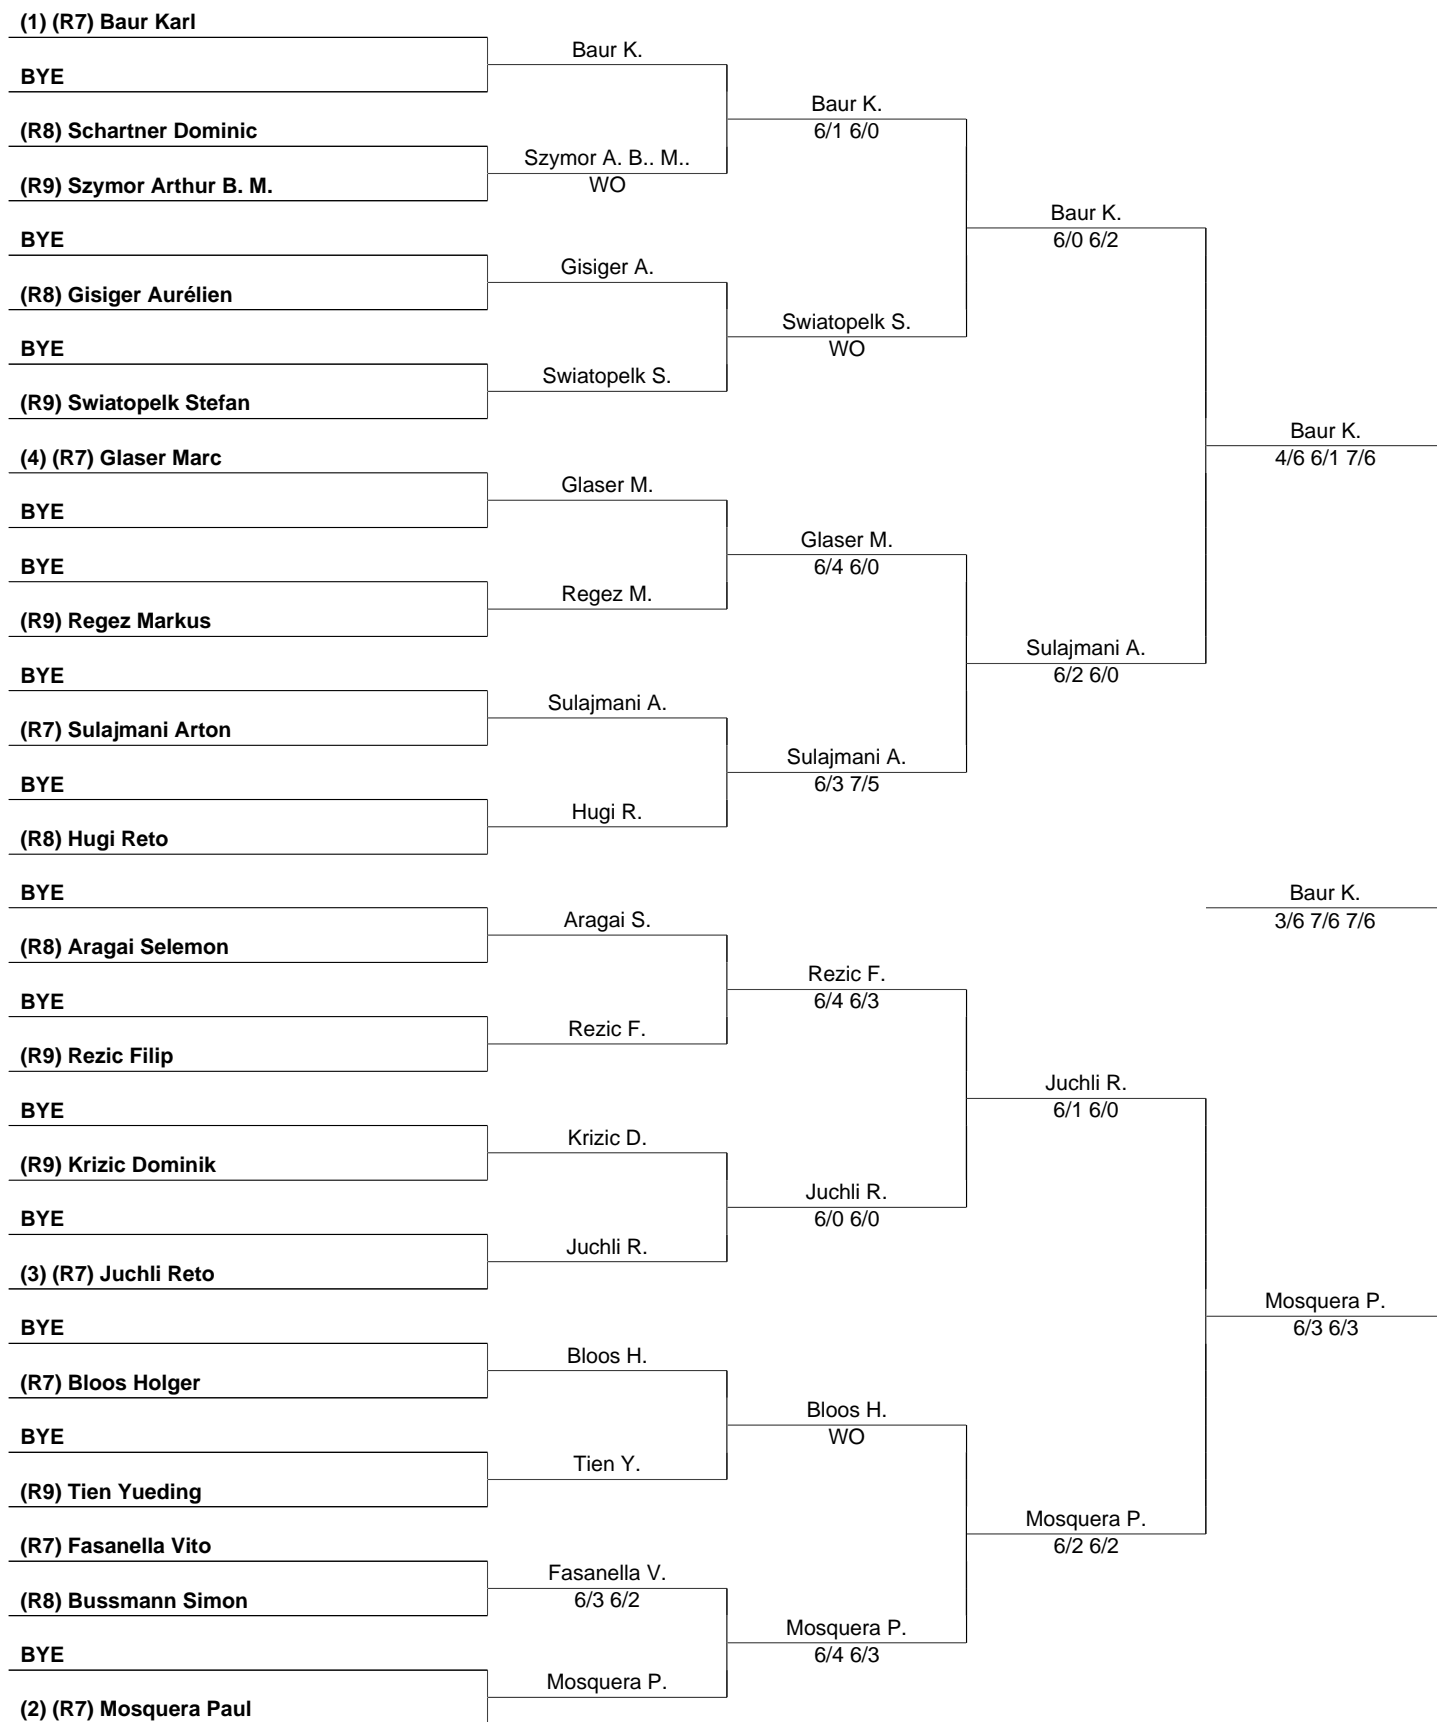 (1) (R7) Baur Karl
Baur K.
BYE
Baur K.
6/1 6/0
(R8) Schartner Dominic
Szymor A. B.. M..
WO
(R9) Szymor Arthur B. M.
Baur K.
6/0 6/2
BYE
Gisiger A.
(R8) Gisiger Aurélien
Swiatopelk S.
WO
BYE
Swiatopelk S.
(R9) Swiatopelk Stefan
Baur K.
4/6 6/1 7/6
(4) (R7) Glaser Marc
Glaser M.
BYE
Glaser M.
6/4 6/0
BYE
Regez M.
(R9) Regez Markus
Sulajmani A.
6/2 6/0
BYE
Sulajmani A.
(R7) Sulajmani Arton
Sulajmani A.
6/3 7/5
BYE
Hugi R.
(R8) Hugi Reto
BYE
Baur K.
3/6 7/6 7/6
Aragai S.
(R8) Aragai Selemon
Rezic F.
6/4 6/3
BYE
Rezic F.
(R9) Rezic Filip
Juchli R.
6/1 6/0
BYE
Krizic D.
(R9) Krizic Dominik
Juchli R.
6/0 6/0
BYE
Juchli R.
(3) (R7) Juchli Reto
Mosquera P.
6/3 6/3
BYE
Bloos H.
(R7) Bloos Holger
Bloos H.
WO
BYE
Tien Y.
(R9) Tien Yueding
Mosquera P.
6/2 6/2
(R7) Fasanella Vito
Fasanella V.
6/3 6/2
(R8) Bussmann Simon
Mosquera P.
6/4 6/3
BYE
Mosquera P.
(2) (R7) Mosquera Paul